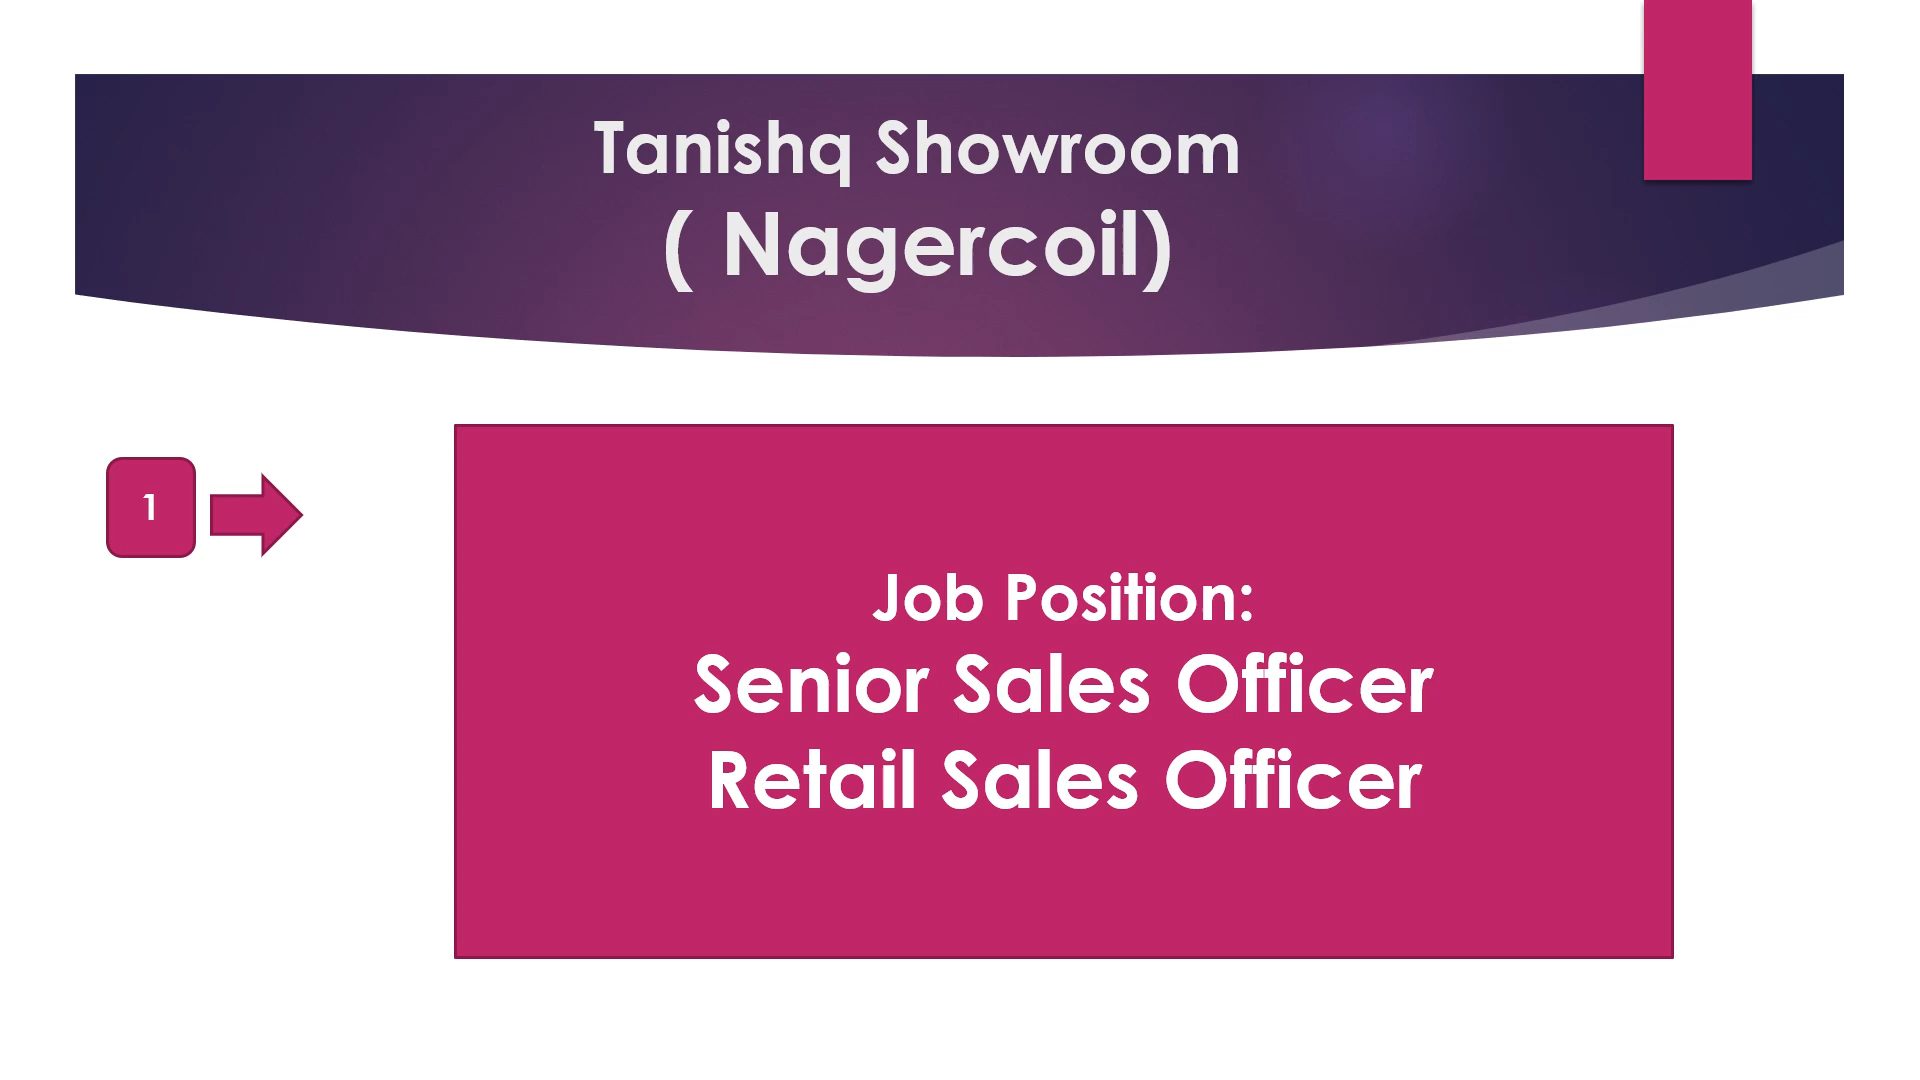 Tanishq Showroom
( Nagercoil)
1
Job Position:
Senior Sales Officer
Retail Sales Officer